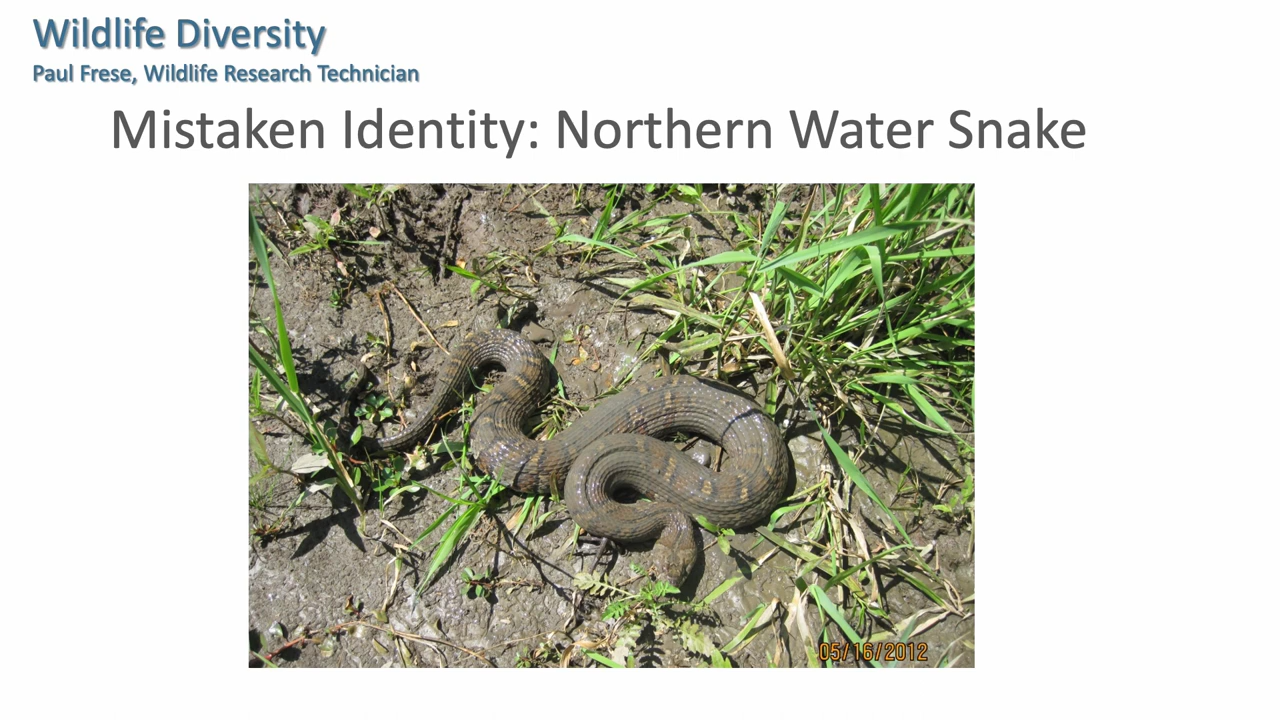 Wildlife Diversity
Paul Frese, Wildlife Research Technician
Mistaken Identity: Northern Water Snake
05/16/2012